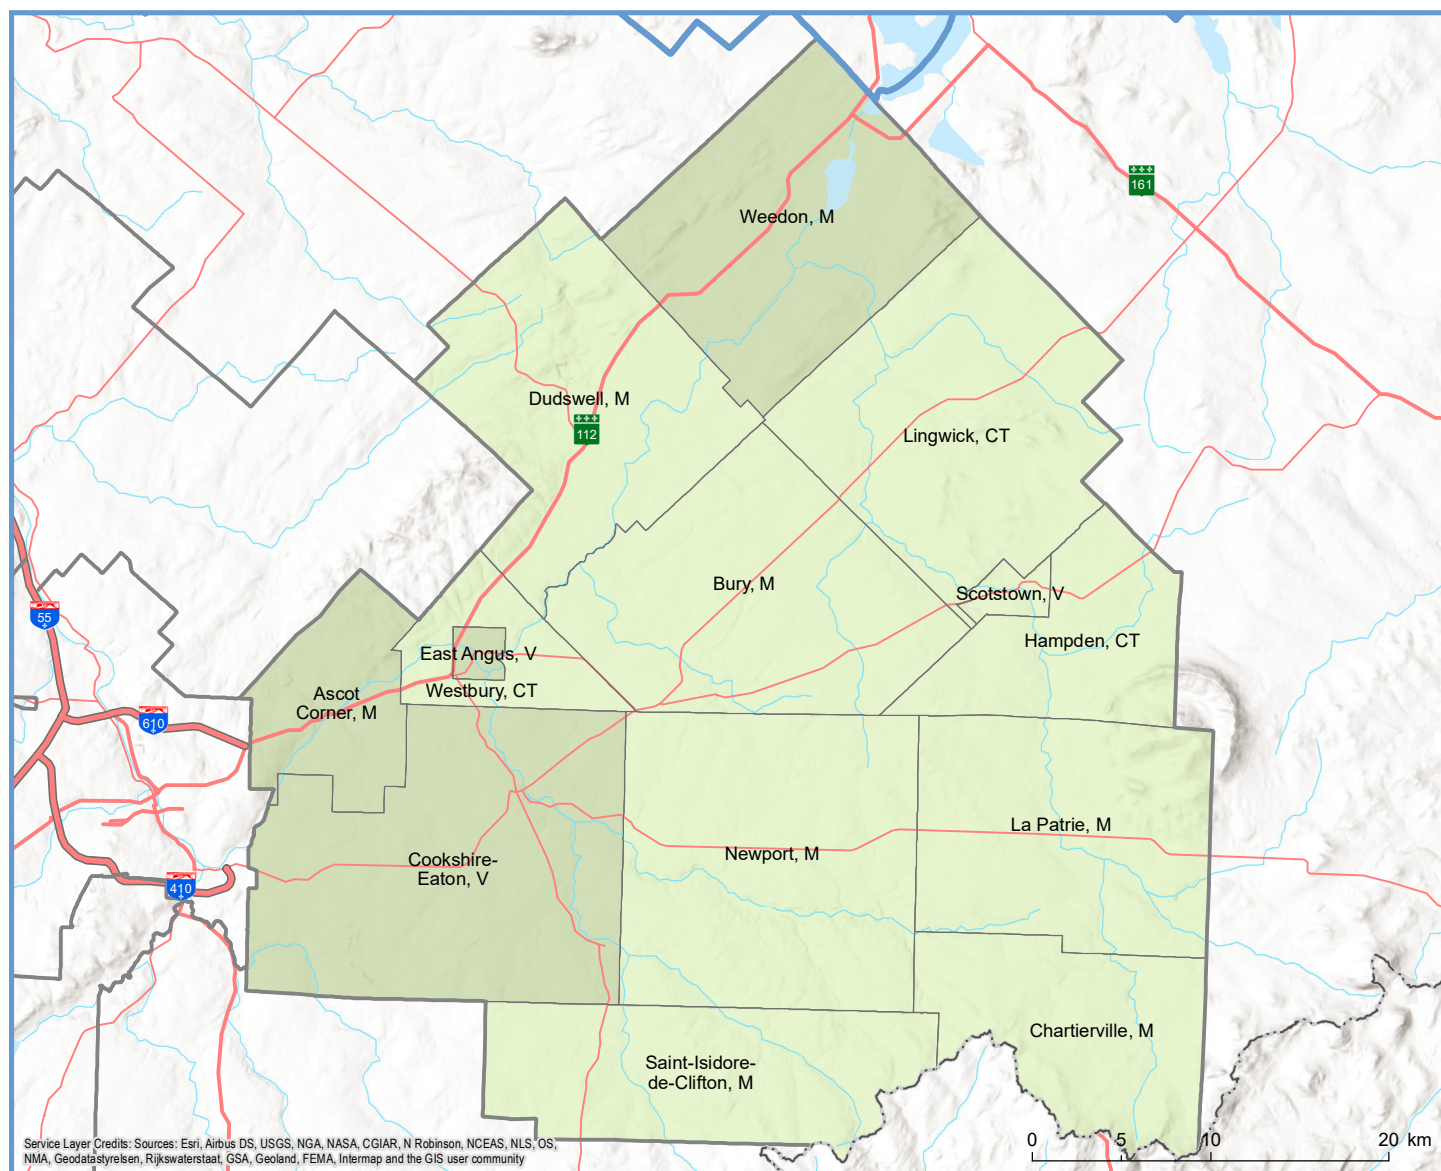 161
Weedon, M
Dudswell, M
112
Lingwick, CT
Bury, M
Scotstown, V
55
Hampden, CT
East Angus, V
Westbury, CT
Ascot
Corner, M
610
La Patrie, M
Newport, M
Cookshire-
Eaton, V
410
Chartierville, M
Saint-Isidore-
de-Clifton, M
0 5 10 20 km
Service Layer Credits: Sources: Esri, Airbus DS, USGS, NGA, NASA, CGIAR, N Robinson, NCEAS, NLS, OS,
NMA, Geodatastyrelsen, Rijkswaterstaat, GSA, Geoland, FEMA, Intermap and the GIS user community